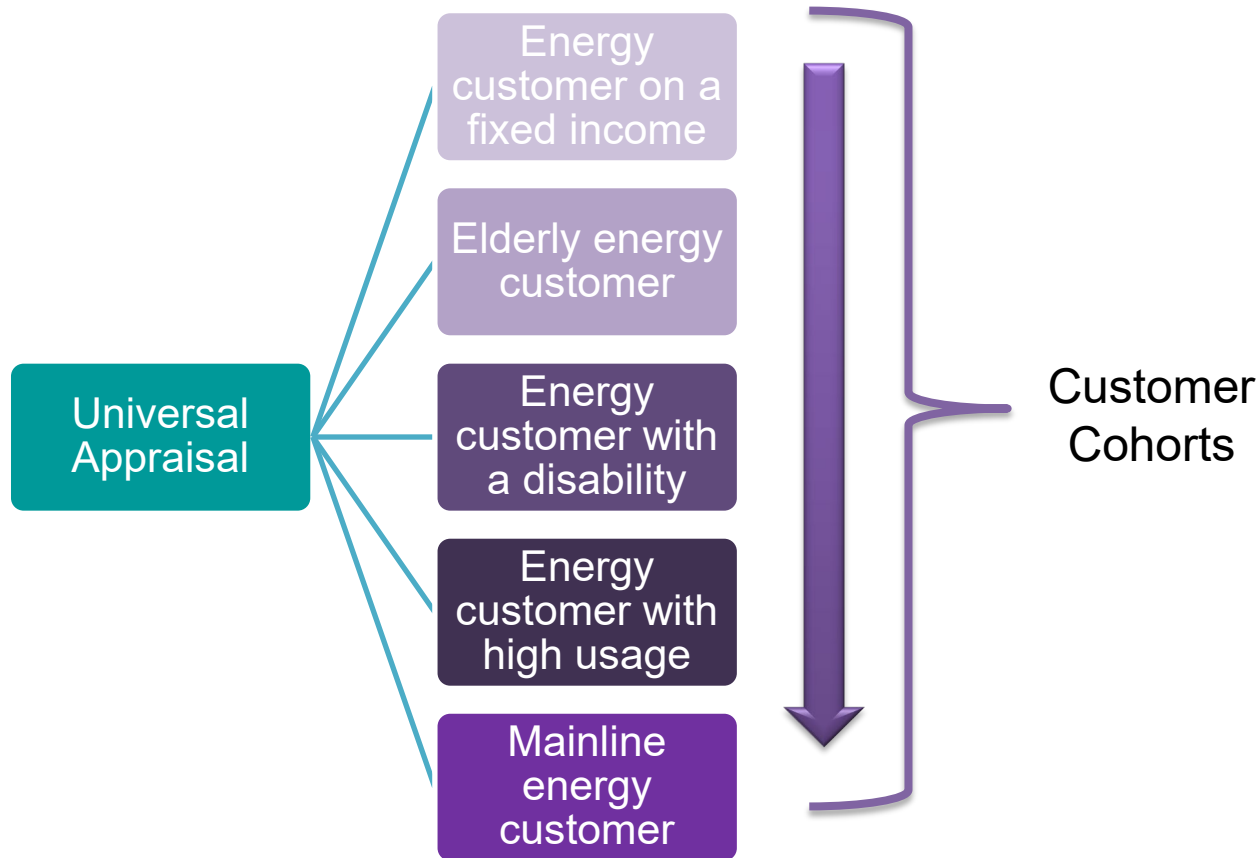 Energy
customer on a
fixed income
Elderly energy
customer
Universal
Appraisal
Energy
customer with
a disability
Customer
Cohorts
Energy
customer with
high usage
Mainline
energy
customer